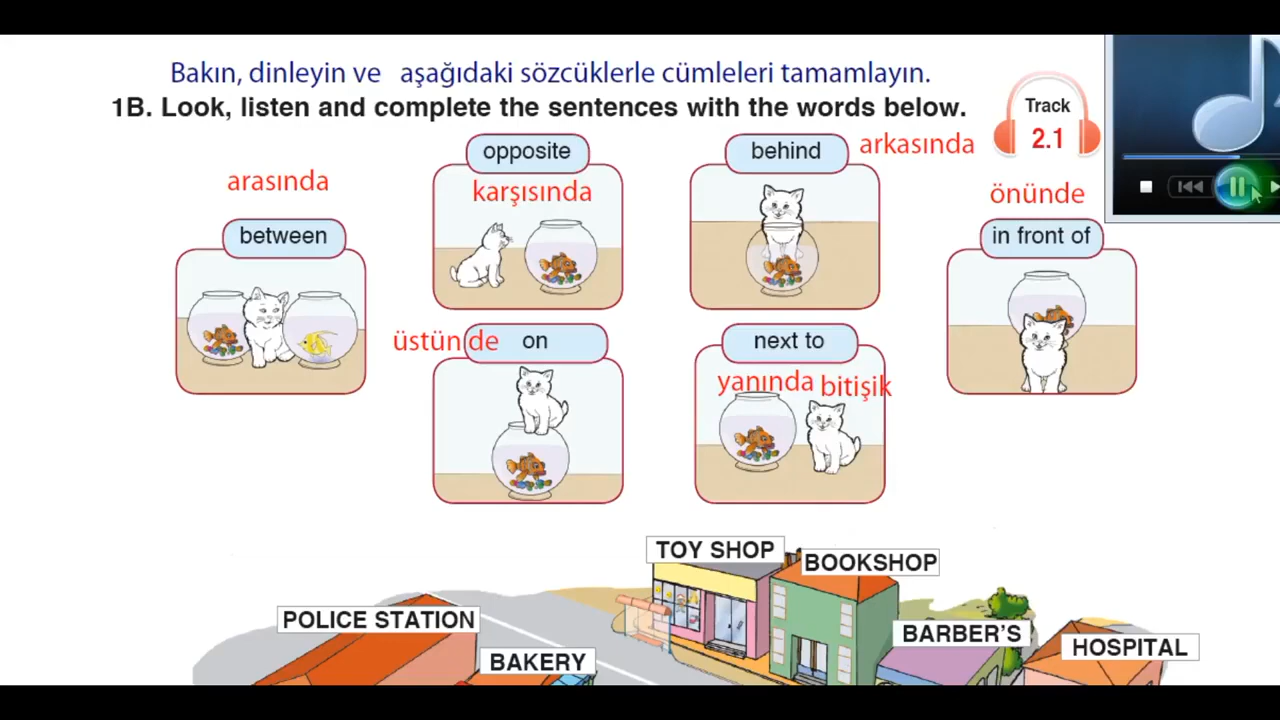 Bakın, dinleyin ve aşağıdaki sözcüklerle cümleleri tamamlayın.
1B. Look, listen and complete the sentences with the words below.
Track
2.1
opposite
karşısında
behind
arkasında
arasında
between
önünde
in front of
üstünde on
next to
yanında bitişik
TOY SHOP
BOOKSHOP
POLICE STATION
BARBER'S
BAKERY
HOSPITAL